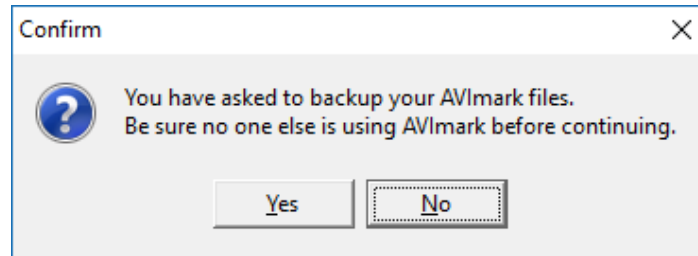 Confirm
You have asked to backup your AVImark files.
Be sure no one else is using AVImark before continuing.
Yes
No